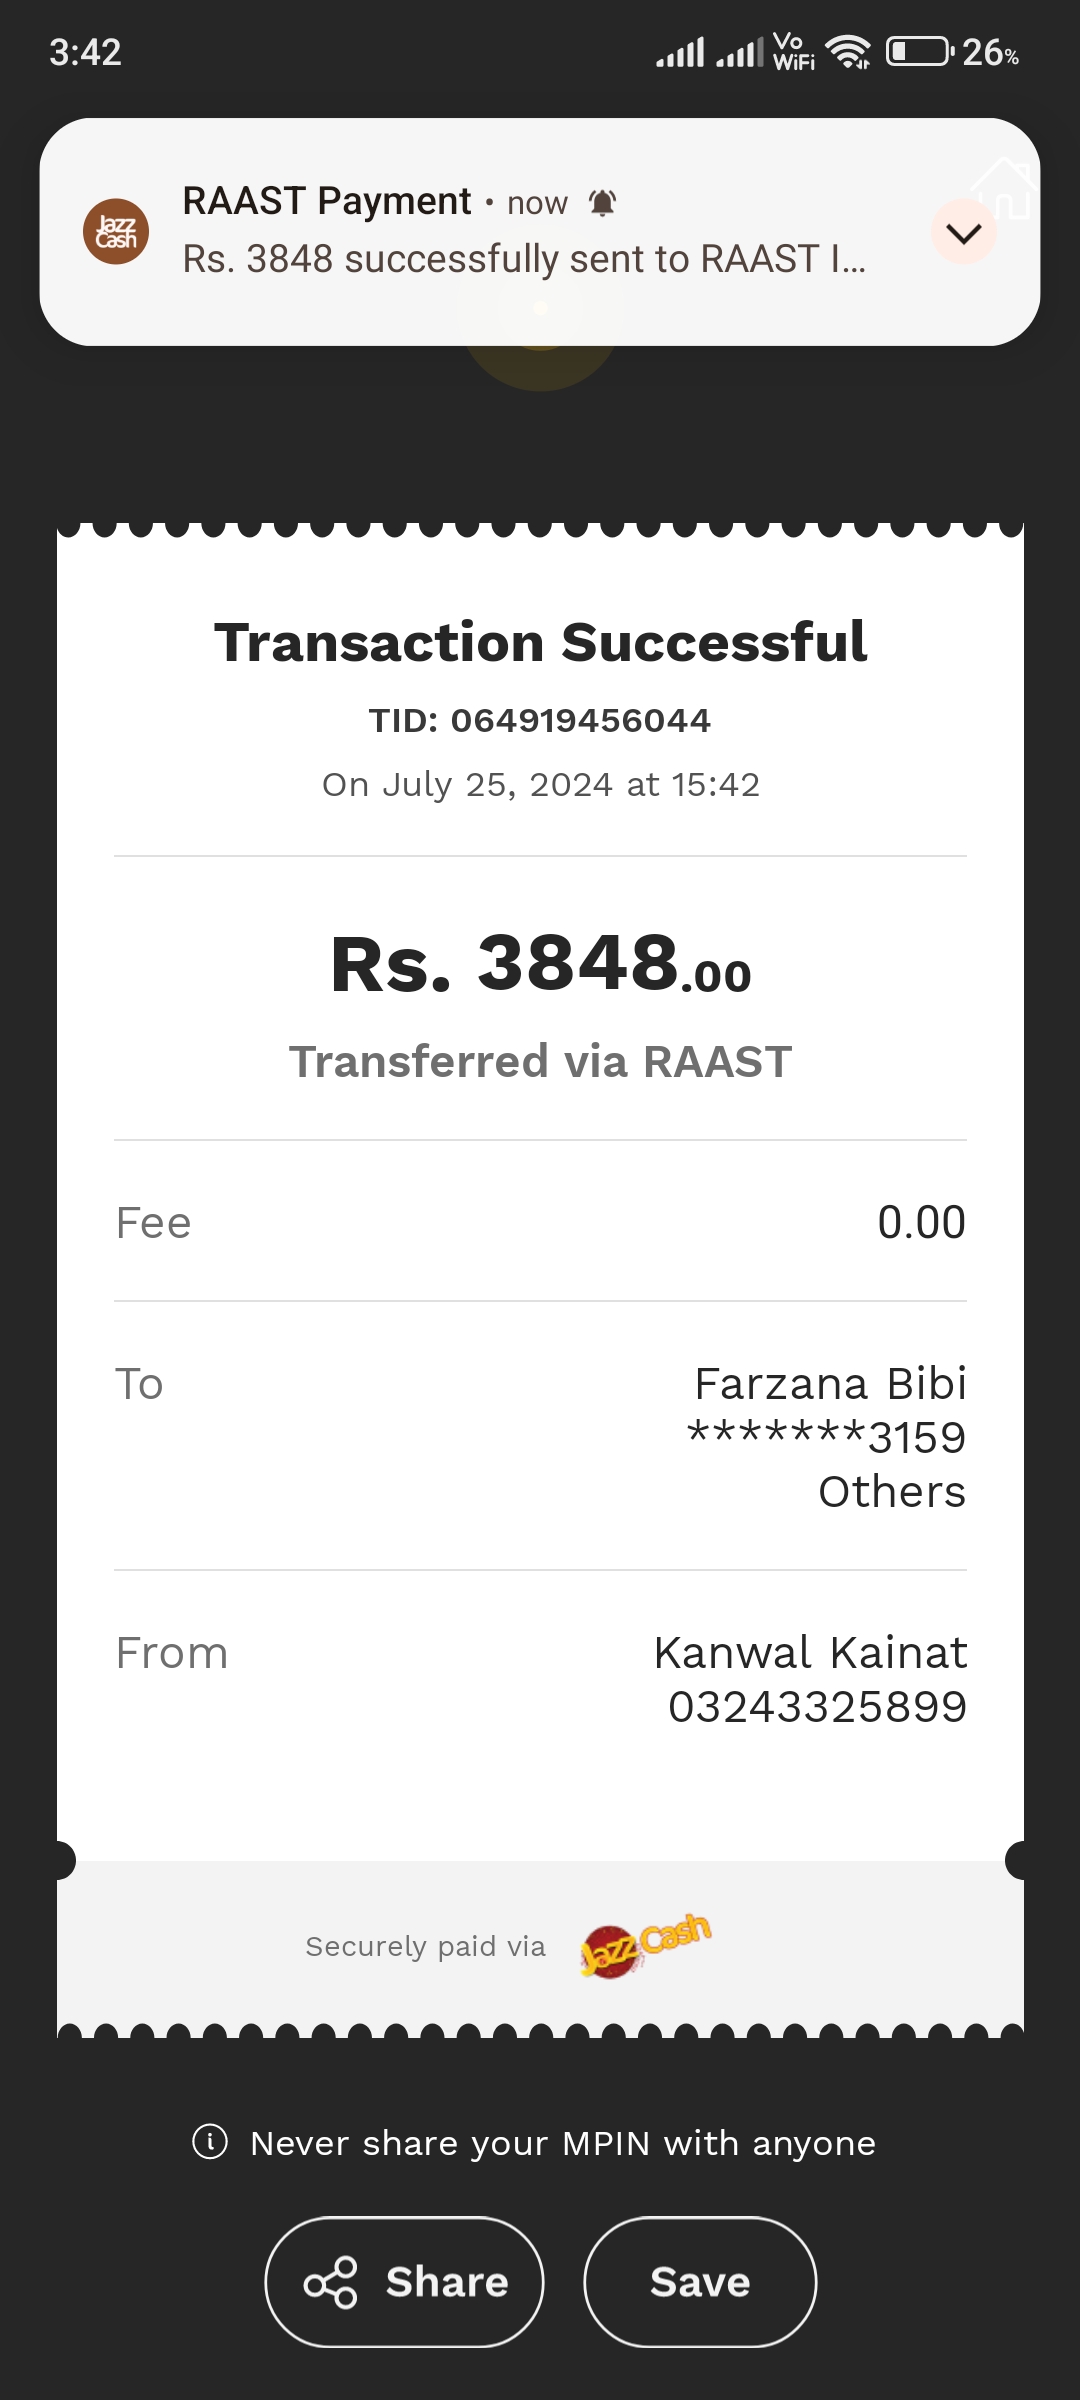 3:42
Vo
WiFi
26%
Jazz
Cash
RAAST Payment • now
Rs. 3848 successfully sent to RAAST I...
Transaction Successful
TID: 064919456044
On July 25, 2024 at 15:42
Rs. 3848.00
Transferred via RAAST
Fee 0.00
To Farzana Bibi
*******3159
Others
From Kanwal Kainat
03243325899
Securely paid via JazzCash
Never share your MPIN with anyone
Share Save